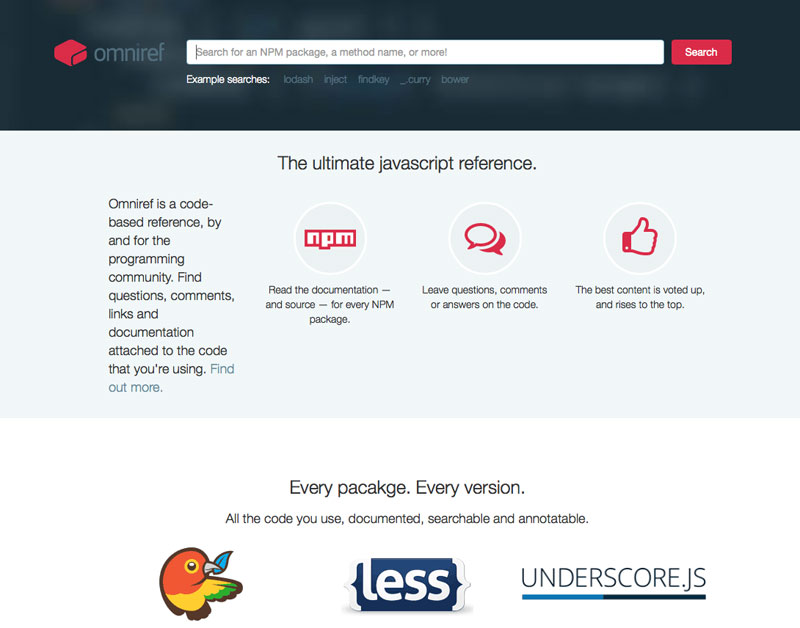 omniref
Search for an NPM package, a method name, or more!
Search
Example searches: lodash inject findkey _.curry bower
The ultimate javascript reference.
Omniref is a code-
based reference, by
and for the
programming
community. Find
questions, comments,
links and
documentation
attached to the code
that you're using. Find
out more.
npm
Read the documentation —
and source — for every NPM
package.
Leave questions, comments
or answers on the code.
The best content is voted up,
and rises to the top.
Every pacakge. Every version.
All the code you use, documented, searchable and annotatable.
{less}
UNDERSCORE.JS